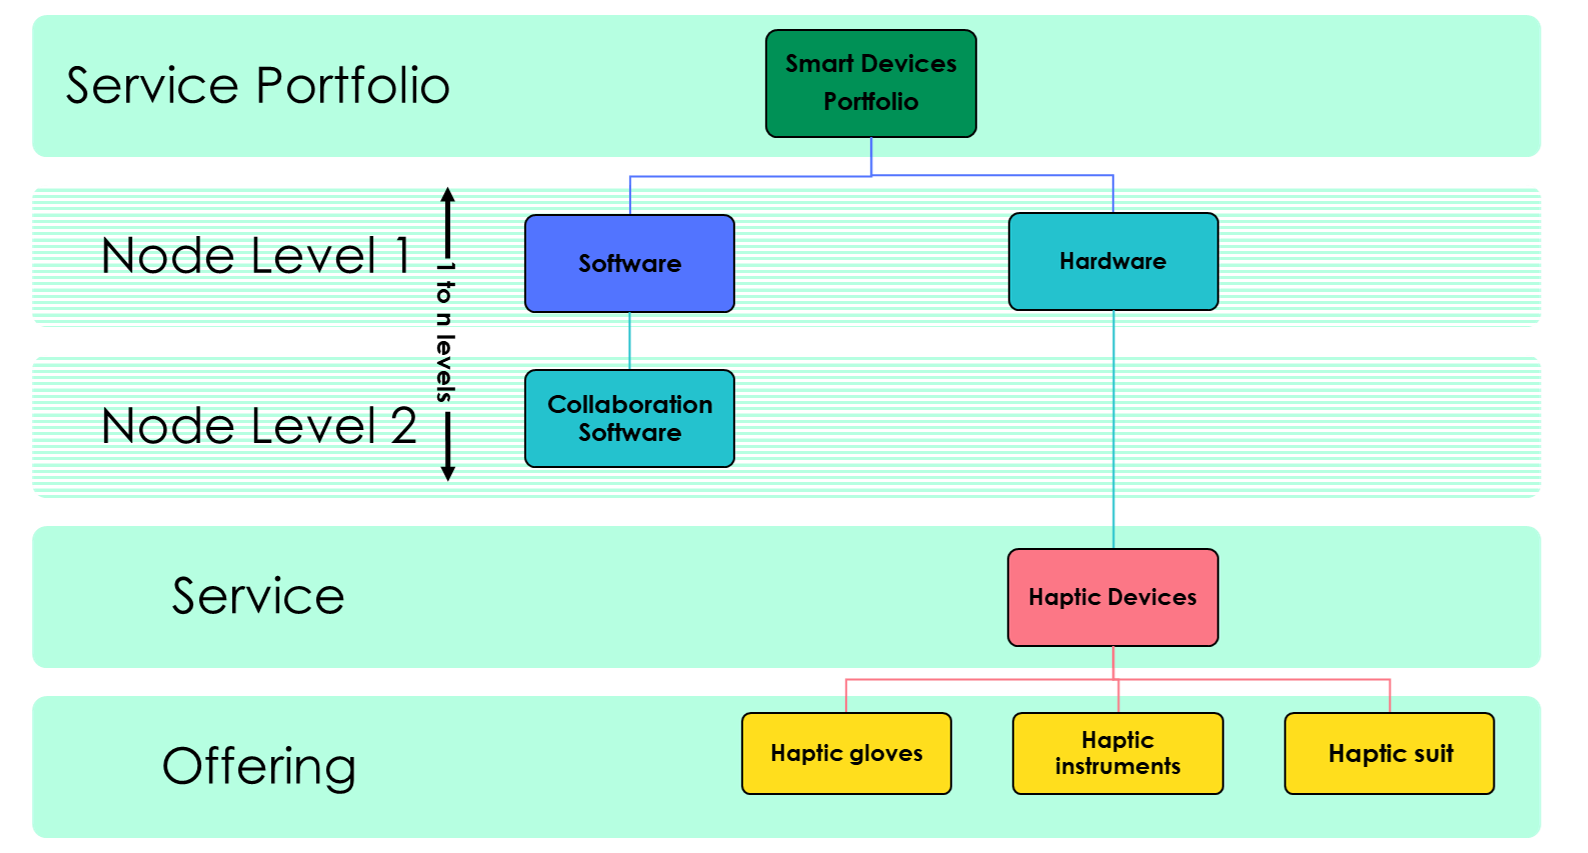 Service Portfolio
Smart Devices
Portfolio
Node Level 1
1 to n levels
Software
Hardware
Node Level 2
Collaboration
Software
Service
Haptic Devices
Offering
Haptic gloves
Haptic
instruments
Haptic suit